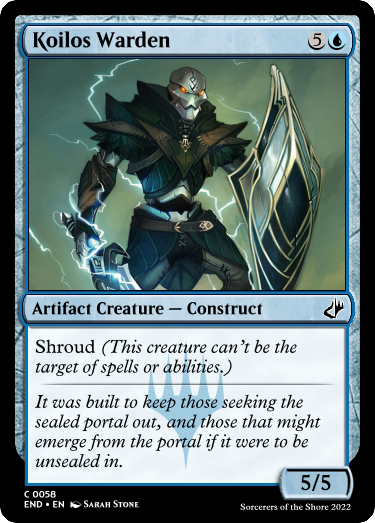 Koilos Warden 5
Artifact Creature — Construct
Shroud (This creature can't be the
target of spells or abilities.)
It was built to keep those seeking the
sealed portal out, and those that might
emerge from the portal if it were to be
unsealed in.
5/5
C 0058
END • EN Sarah Stone
Sorcerers of the Shore 2022